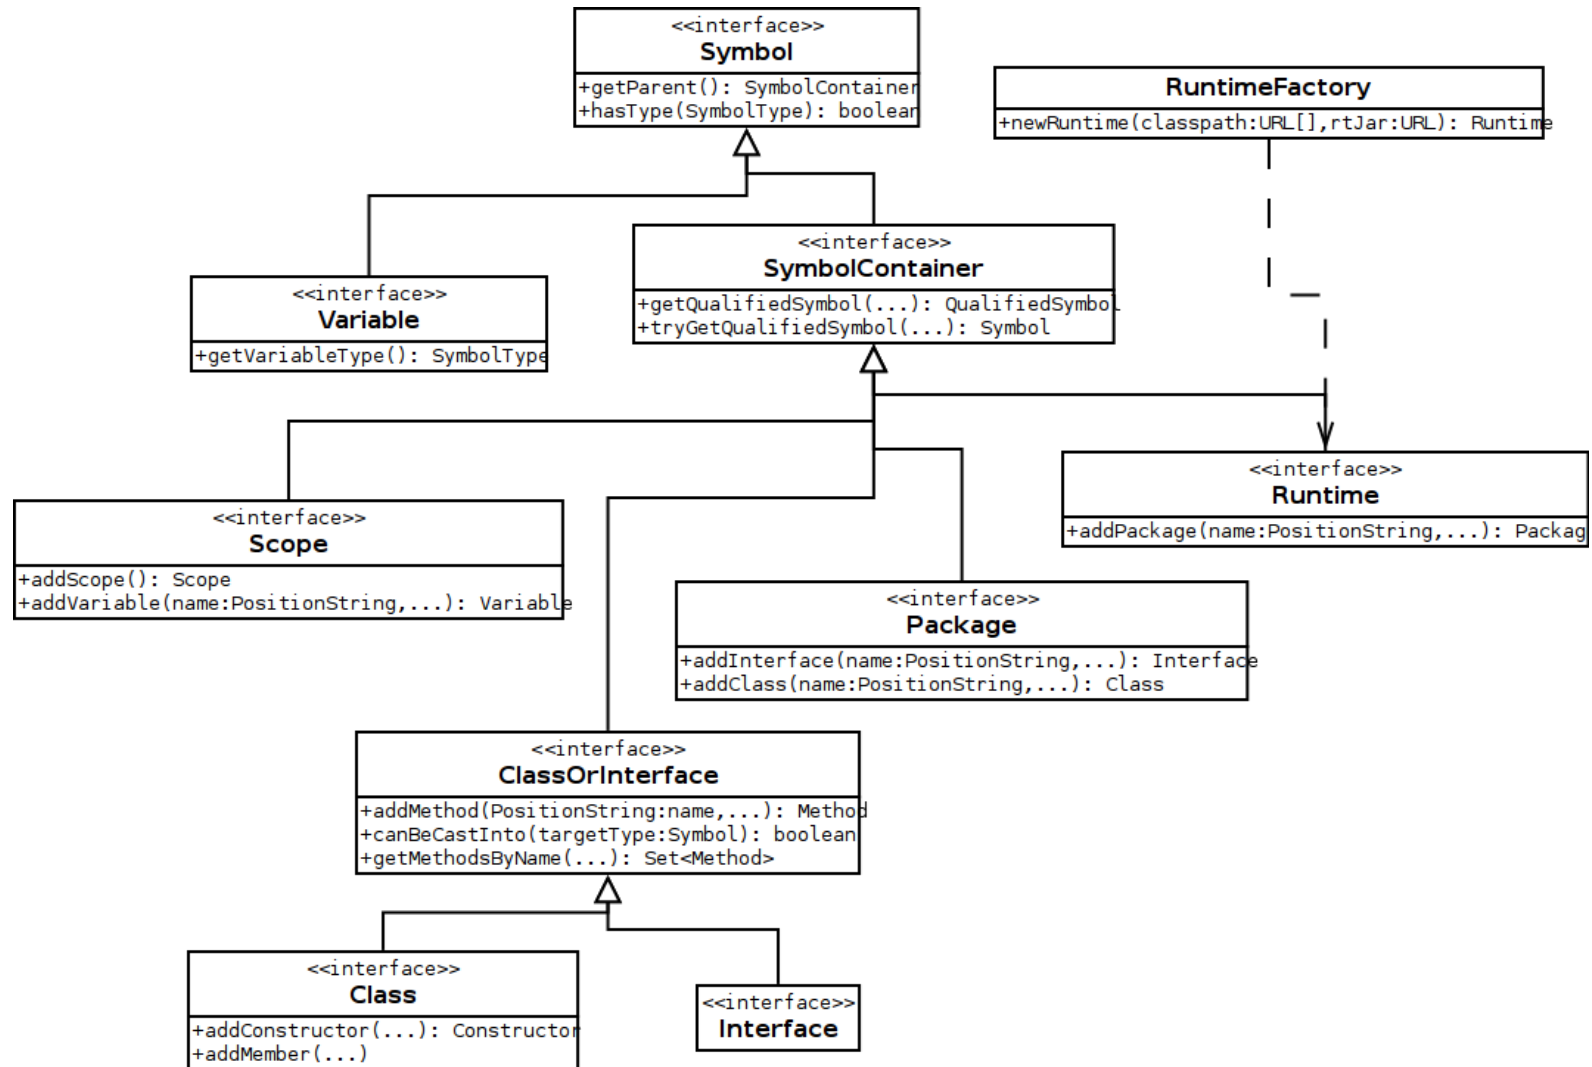 <<interface>>
Symbol
+getParent(): SymbolContainer
+hasType(SymbolType): boolean
RuntimeFactory
+newRuntime(classpath:URL[],rtJar:URL): Runtime
<<interface>>
SymbolContainer
+getQualifiedSymbol(...): QualifiedSymbol
+tryGetQualifiedSymbol(...): Symbol
<<interface>>
Variable
+getVariableType(): SymbolType
<<interface>>
Runtime
+addPackage(name:PositionString,...): Packag
<<interface>>
Scope
+addScope(): Scope
+addVariable(name:PositionString,...): Variable
<<interface>>
Package
+addInterface(name:PositionString,...): Interface
+addClass(name:PositionString,...): Class
<<interface>>
ClassOrInterface
+addMethod(PositionString:name,...): Method
+canBeCastInto(targetType:Symbol): boolean
+getMethodsByName(...): Set<Method>
<<interface>>
Class
+addConstructor(...): Constructor
+addMember(...)
<<interface>>
Interface